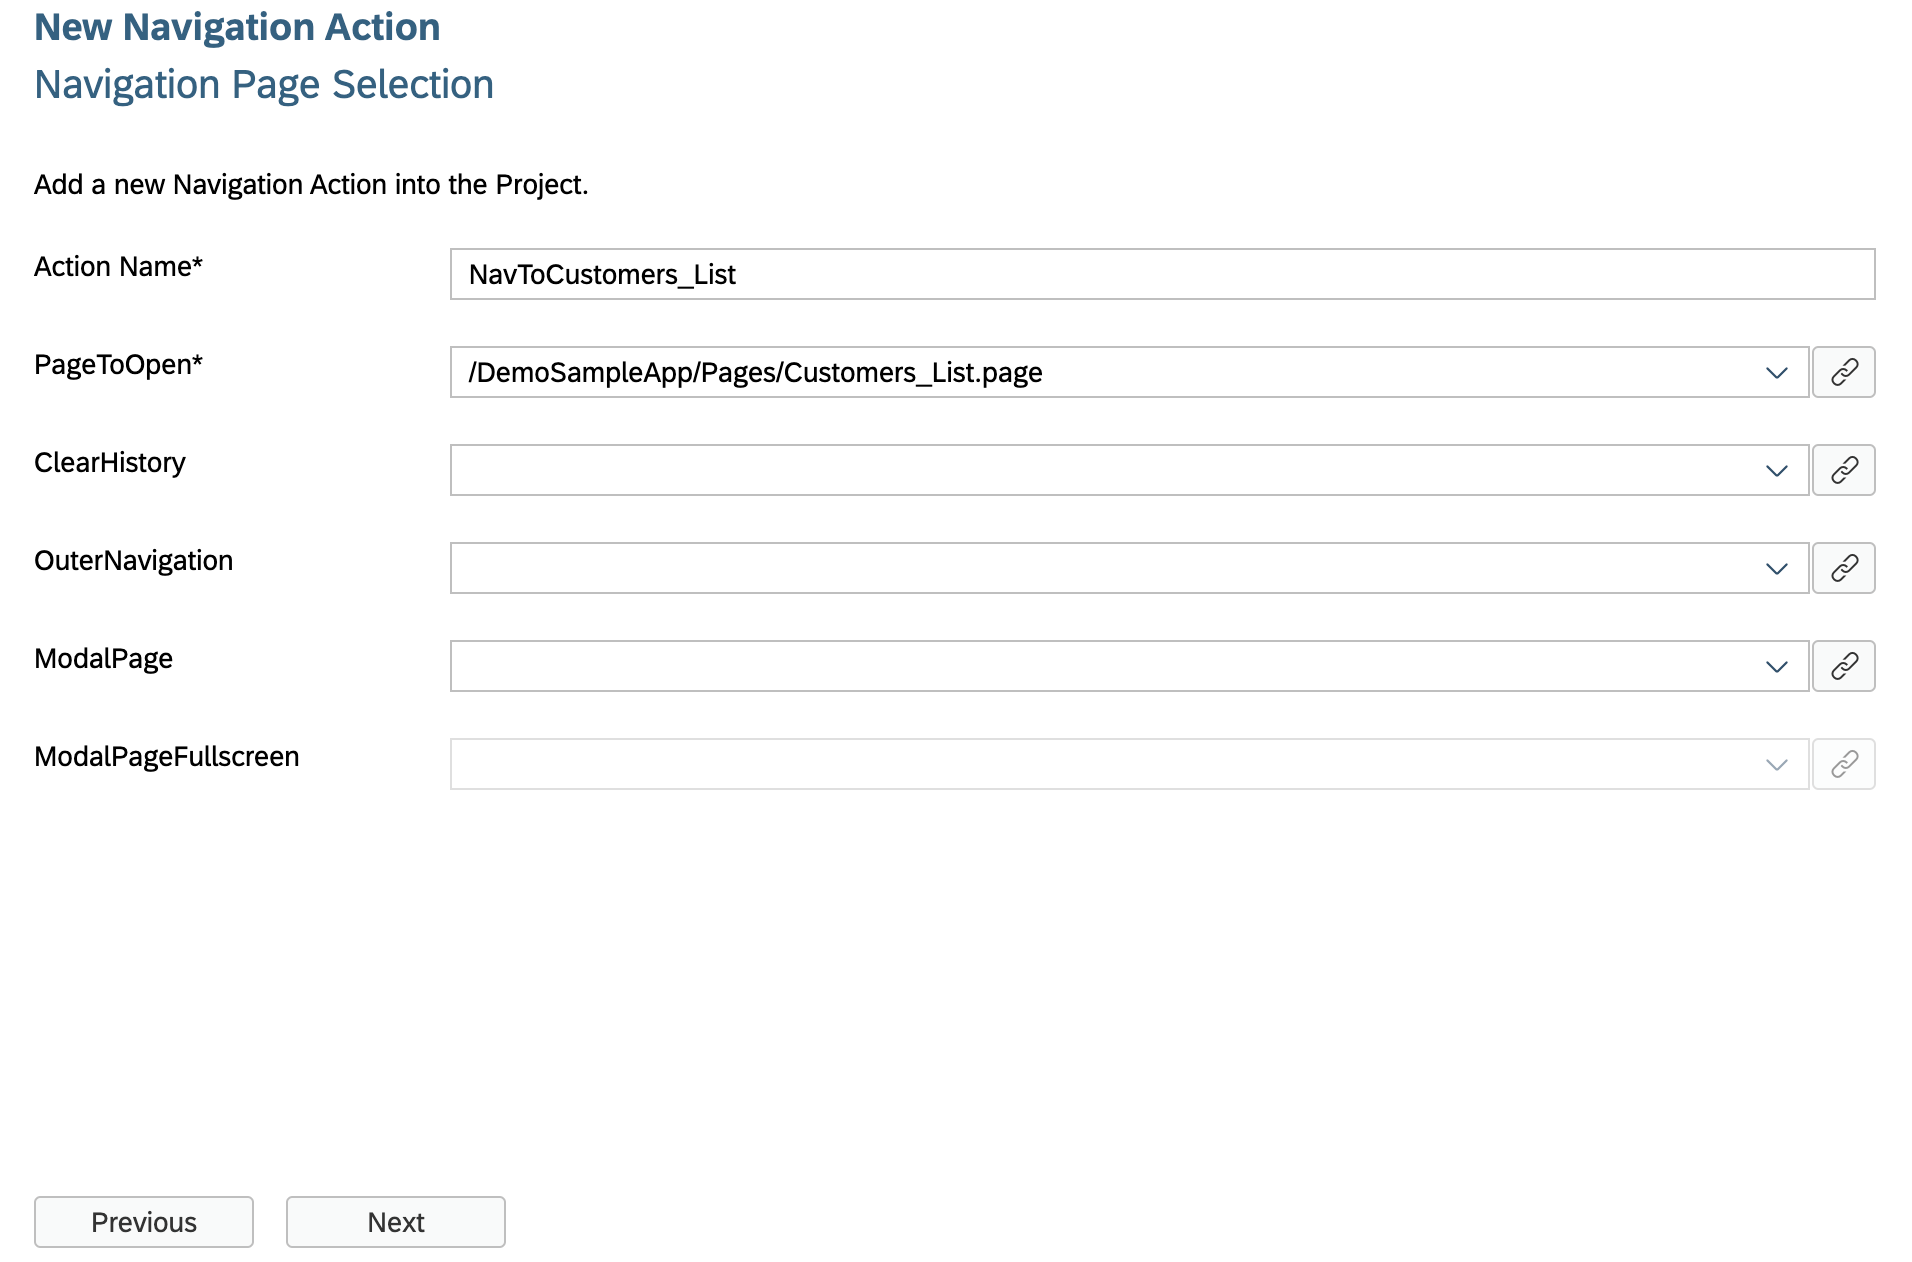 New Navigation Action
Navigation Page Selection
Add a new Navigation Action into the Project.
Action Name*
NavToCustomers_List
PageToOpen*
/DemoSampleApp/Pages/Customers_List.page
ClearHistory
OuterNavigation
ModalPage
ModalPageFullscreen
Previous
Next